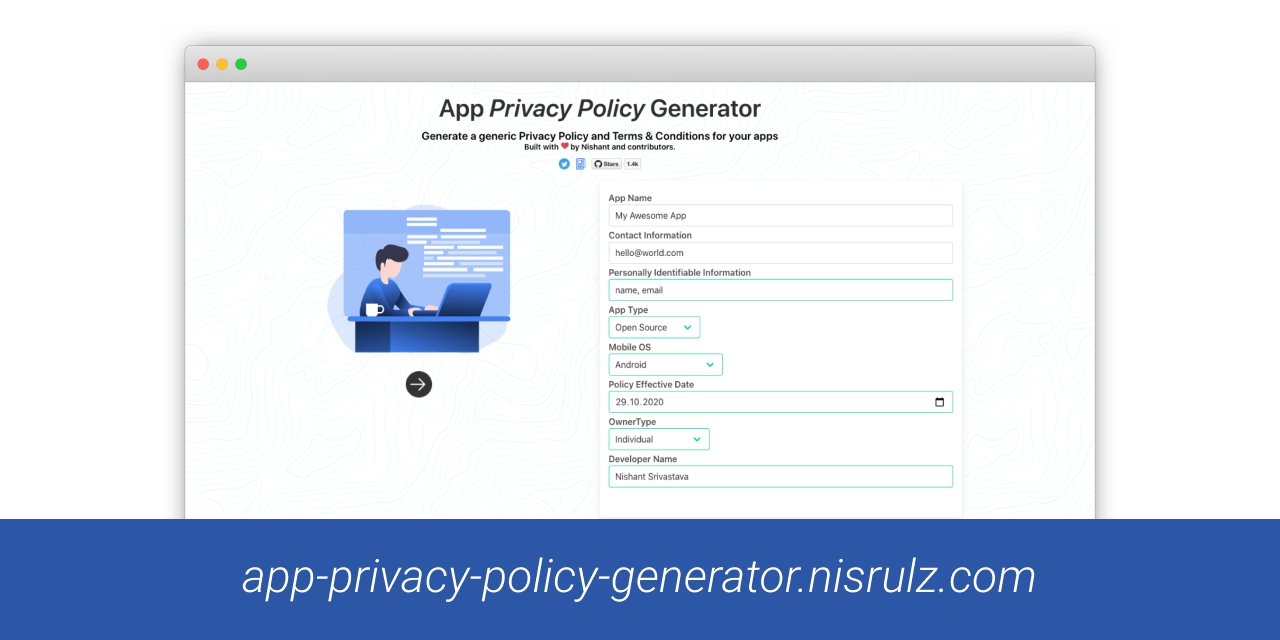 App Privacy Policy Generator
Generate a generic Privacy Policy and Terms & Conditions for your apps
Built with ❤️ by Nishant and contributors.
Stars 1.4k
App Name
My Awesome App
Contact Information
hello@world.com
Personally Identifiable Information
name, email
App Type
Open Source
Mobile OS
Android
Policy Effective Date
29.10.2020
OwnerType
Individual
Developer Name
Nishant Srivastava
app-privacy-policy-generator.nisrulz.com